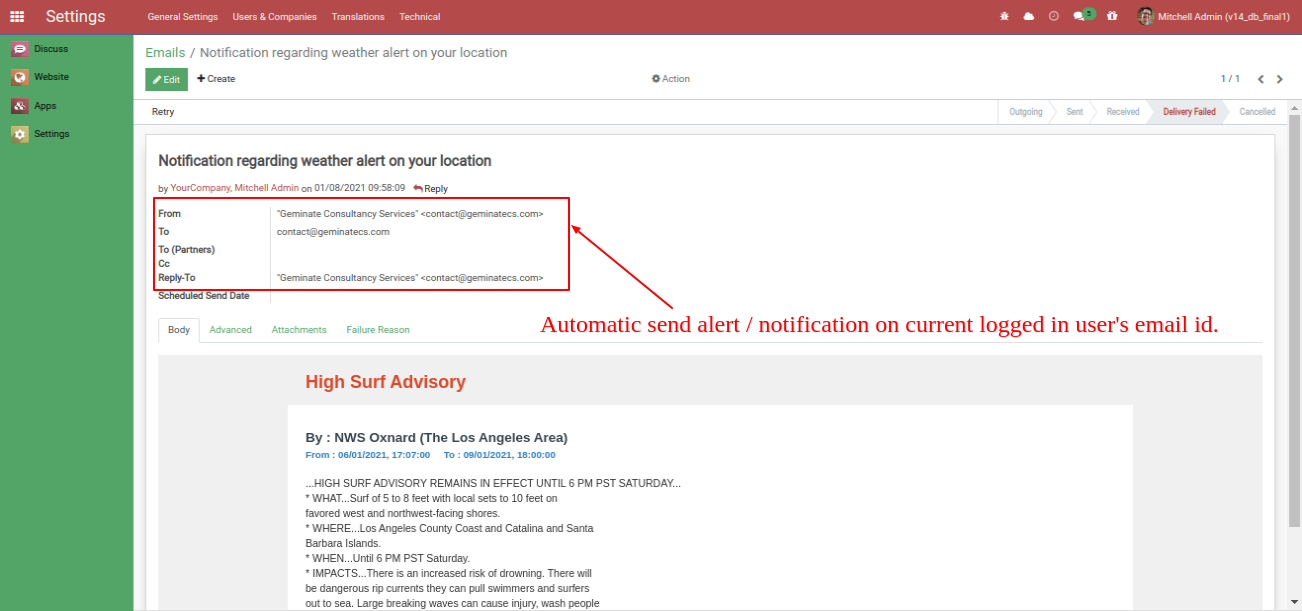 Settings General Settings Users & Companies Translations Technical 5 Mitchell Admin (v14_db_final1)
Discuss
Website
Apps
Settings
Emails / Notification regarding weather alert on your location
Edit Create Action 1 / 1
Retry Outgoing Sent Received Delivery Failed Cancelled
Notification regarding weather alert on your location
by YourCompany, Mitchell Admin on 01/08/2021 09:58:09 Reply
From "Geminate Consultancy Services" <contact@geminatecs.com>
To contact@geminatecs.com
To (Partners)
Cc
Reply-To "Geminate Consultancy Services" <contact@geminatecs.com>
Scheduled Send Date
Automatic send alert / notification on current logged in user's email id.
Body Advanced Attachments Failure Reason
High Surf Advisory
By : NWS Oxnard (The Los Angeles Area)
From : 06/01/2021, 17:07:00 To : 09/01/2021, 18:00:00
...HIGH SURF ADVISORY REMAINS IN EFFECT UNTIL 6 PM PST SATURDAY...
* WHAT...Surf of 5 to 8 feet with local sets to 10 feet on
favored west and northwest-facing shores.
* WHERE...Los Angeles County Coast and Catalina and Santa
Barbara Islands.
* WHEN...Until 6 PM PST Saturday.
* IMPACTS...There is an increased risk of drowning. There will
be dangerous rip currents they can pull swimmers and surfers
out to sea. Large breaking waves can cause injury, wash people